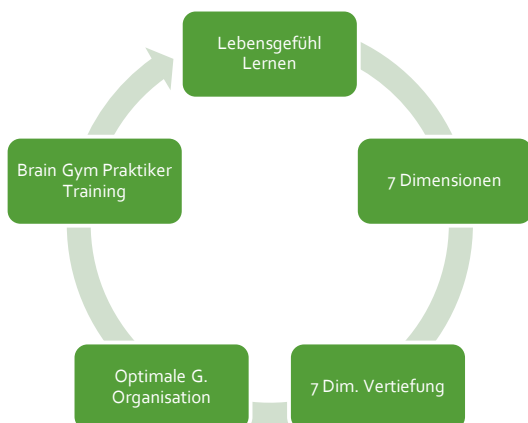 Lebensgefühl
Lernen
7 Dimensionen
7 Dim. Vertiefung
Optimale G.
Organisation
Brain Gym Praktiker
Training